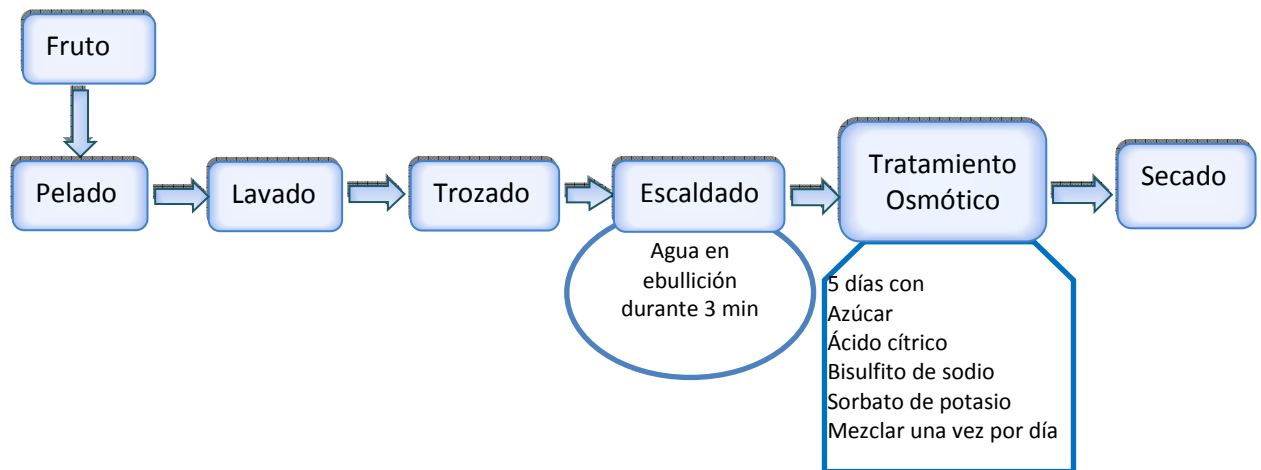 Fruto
Pelado
Lavado
Trozado
Escaldado
Tratamiento
Osmótico
Secado
Agua en
ebullición
durante 3 min
5 días con
Azúcar
Ácido cítrico
Bisulfito de sodio
Sorbato de potasio
Mezclar una vez por día